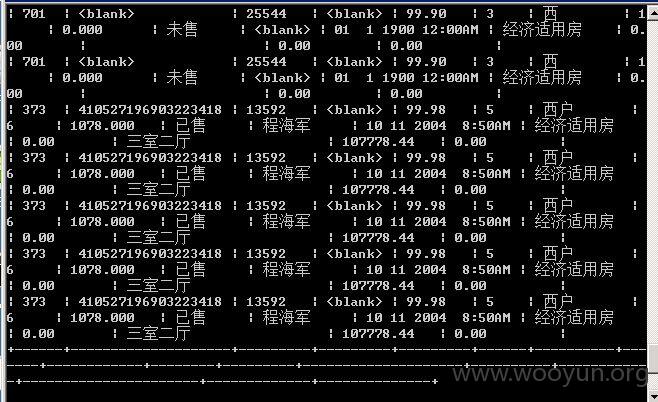 | 701 | <blank> | 25544 | <blank> | 99.90 | 3 | 西 | 1
| 0.000 | 未售 | <blank> | 01 1 1900 12:00AM | 经济适用房
00 | | 0.00 | 0.00 |
| 701 | <blank> | 25544 | <blank> | 99.90 | 3 | 西 | 1
| 0.000 | 未售 | <blank> | 01 1 1900 12:00AM | 经济适用房
00 | | 0.00 | 0.00 |
| 373 | 410527196903223418 | 13592 | <blank> | 99.98 | 5 | 西户 |
6 | 1078.000 | 已售 | 程海军 | 10 11 2004 8:50AM | 经济适用房
| 0.00 | 三室二厅 | 107778.44 | 0.00 |
| 373 | 410527196903223418 | 13592 | <blank> | 99.98 | 5 | 西户 |
6 | 1078.000 | 已售 | 程海军 | 10 11 2004 8:50AM | 经济适用房
| 0.00 | 三室二厅 | 107778.44 | 0.00 |
| 373 | 410527196903223418 | 13592 | <blank> | 99.98 | 5 | 西户 |
6 | 1078.000 | 已售 | 程海军 | 10 11 2004 8:50AM | 经济适用房
| 0.00 | 三室二厅 | 107778.44 | 0.00 |
| 373 | 410527196903223418 | 13592 | <blank> | 99.98 | 5 | 西户 |
6 | 1078.000 | 已售 | 程海军 | 10 11 2004 8:50AM | 经济适用房
| 0.00 | 三室二厅 | 107778.44 | 0.00 |
| 373 | 410527196903223418 | 13592 | <blank> | 99.98 | 5 | 西户 |
6 | 1078.000 | 已售 | 程海军 | 10 11 2004 8:50AM | 经济适用房
| 0.00 | 三室二厅 | 107778.44 | 0.00 |
www.wooyun.org